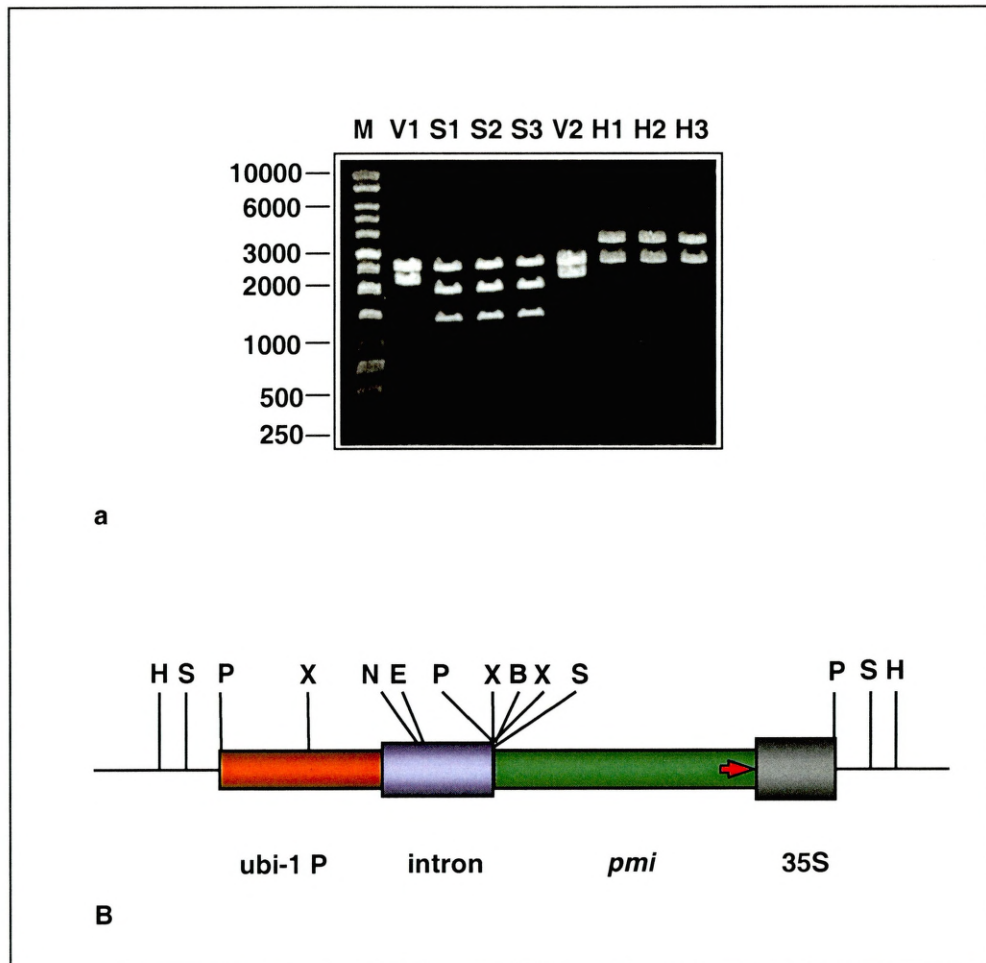 M V1 S1 S2 S3 V2 H1 H2 H3
10000
6000
3000
2000
1000
500
250
a
H S P X N E P X B X S P S H
ubi-1 P intron pmi 35S
B